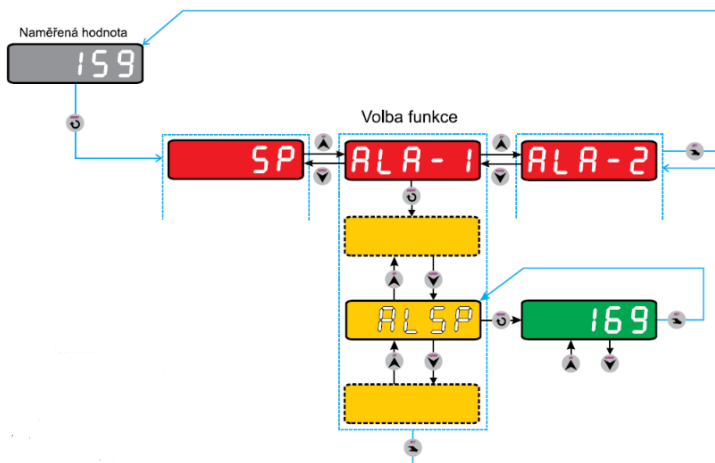 Naměřená hodnota
159
Volba funkce
SP
ALA-1
ALA-2
ALSP
169